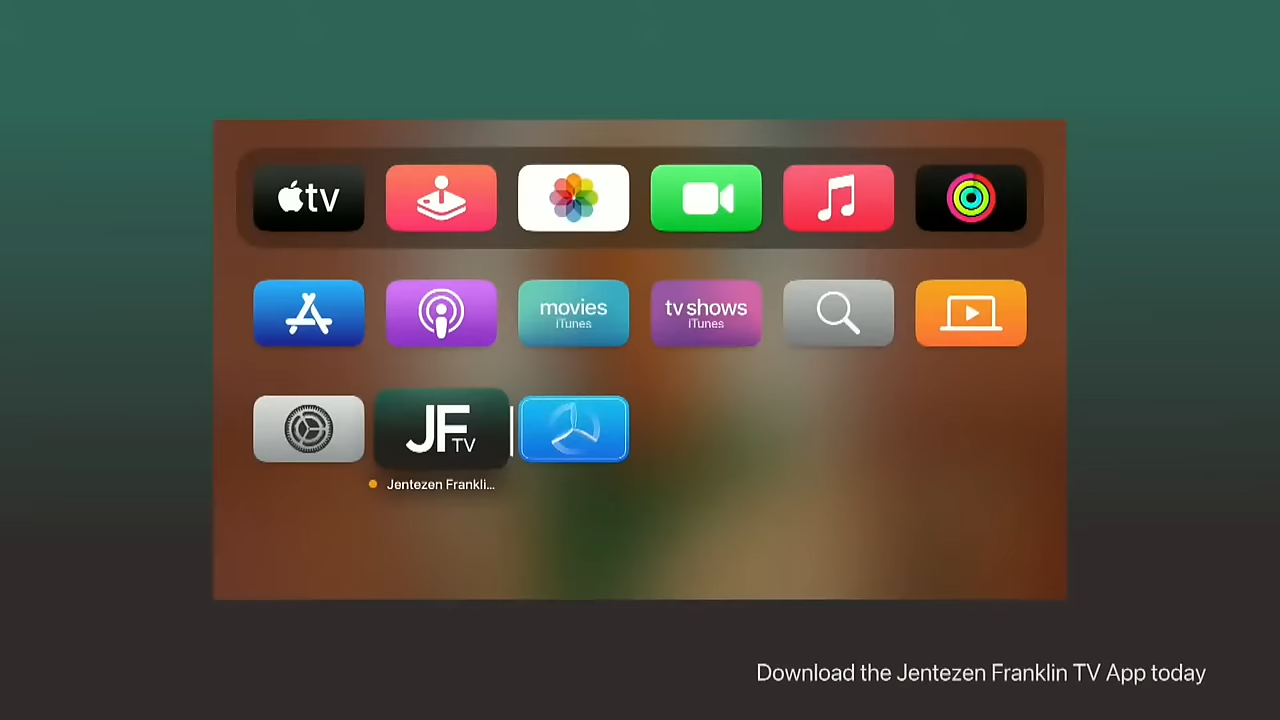 tv
movies
iTunes
tv shows
iTunes
JF
TV
Jentezen Frankli...
Download the Jentezen Franklin TV App today